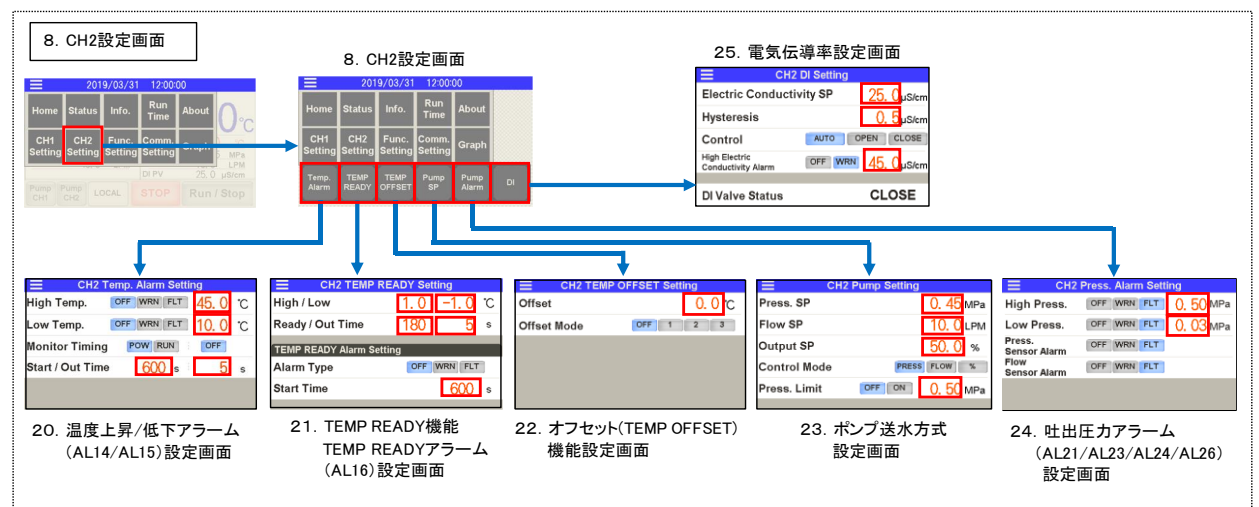 8. CH2設定画面
8. CH2設定画面
25. 電気伝導率設定画面
2019/03/31 12:00:00
Home Status Info. Run Time About
CH1 Setting CH2 Setting Func. Setting Comm. Setting Graph
0℃
MPa
LPM
DI PV 25.0 μS/cm
Pump CH1 Pump CH2 LOCAL STOP Run / Stop
2019/03/31 12:00:00
Home Status Info. Run Time About
CH1 Setting CH2 Setting Func. Setting Comm. Setting Graph
Temp. Alarm TEMP READY TEMP OFFSET Pump SP Pump Alarm DI
CH2 DI Setting
Electric Conductivity SP 25.0 μS/cm
Hysteresis 0.5 μS/cm
Control AUTO OPEN CLOSE
High Electric
Conductivity Alarm OFF WRN 45.0 μS/cm
DI Valve Status CLOSE
CH2 Temp. Alarm Setting
High Temp. OFF WRN FLT 45.0 ℃
Low Temp. OFF WRN FLT 10.0 ℃
Monitor Timing POW RUN : OFF
Start / Out Time 600 s : 5 s
20. 温度上昇/低下アラーム
(AL14/AL15)設定画面
CH2 TEMP READY Setting
High / Low 1.0 -1.0 ℃
Ready / Out Time 180 5 s
TEMP READY Alarm Setting
Alarm Type OFF WRN FLT
Start Time 600 s
21. TEMP READY機能
TEMP READYアラーム
(AL16)設定画面
CH2 TEMP OFFSET Setting
Offset 0.0 ℃
Offset Mode OFF 1 2 3
22. オフセット(TEMP OFFSET)
機能設定画面
CH2 Pump Setting
Press. SP 0.45 MPa
Flow SP 10.0 LPM
Output SP 50.0 %
Control Mode PRESS FLOW %
Press. Limit OFF ON 0.50 MPa
23. ポンプ送水方式
設定画面
CH2 Press. Alarm Setting
High Press. OFF WRN FLT 0.50 MPa
Low Press. OFF WRN FLT 0.03 MPa
Press.
Sensor Alarm OFF WRN FLT
Flow
Sensor Alarm OFF WRN FLT
24. 吐出圧力アラーム
(AL21/AL23/AL24/AL26)
設定画面